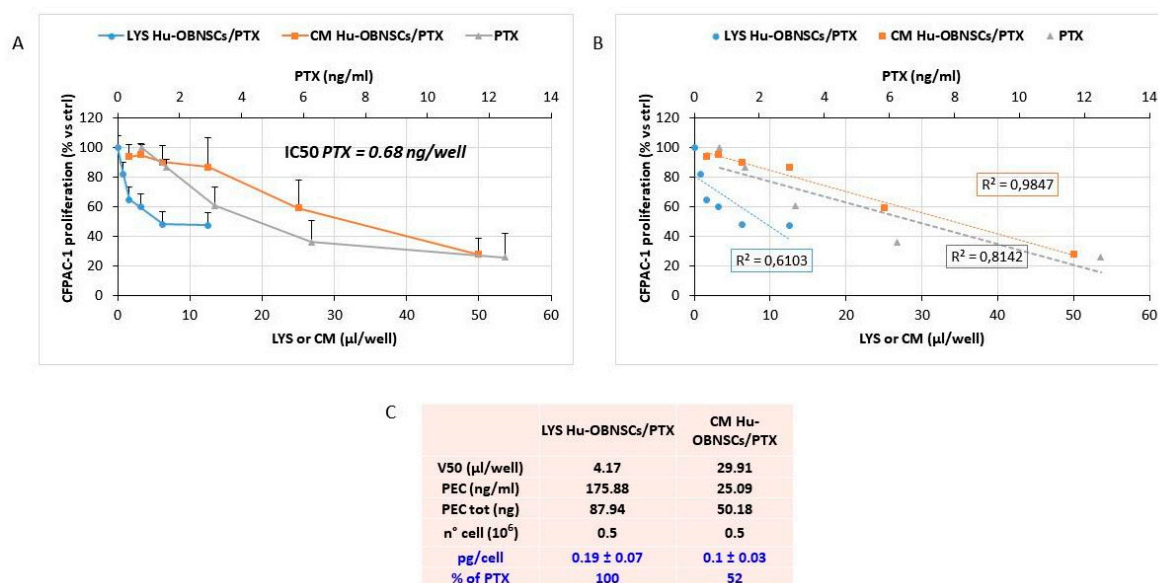 A
LYS Hu-OBNSCs/PTX CM Hu-OBNSCs/PTX PTX
PTX (ng/ml)
0 2 4 6 8 10 12 14
CFPAC-1 proliferation (% vs ctrl)
120
100
80
60
40
20
0
IC50 PTX = 0.68 ng/well
0 10 20 30 40 50 60
LYS or CM (µl/well)
B
LYS Hu-OBNSCs/PTX CM Hu-OBNSCs/PTX PTX
PTX (ng/ml)
0 2 4 6 8 10 12 14
CFPAC-1 proliferation (% vs ctrl)
120
100
80
60
40
20
0
R² = 0,9847
R² = 0,6103
R² = 0,8142
0 10 20 30 40 50 60
LYS or CM (µl/well)
C
LYS Hu-OBNSCs/PTX CM Hu-
OBNSCs/PTX
V50 (µl/well) 4.17 29.91
PEC (ng/ml) 175.88 25.09
PEC tot (ng) 87.94 50.18
n° cell (10⁶) 0.5 0.5
pg/cell 0.19 ± 0.07 0.1 ± 0.03
% of PTX 100 52